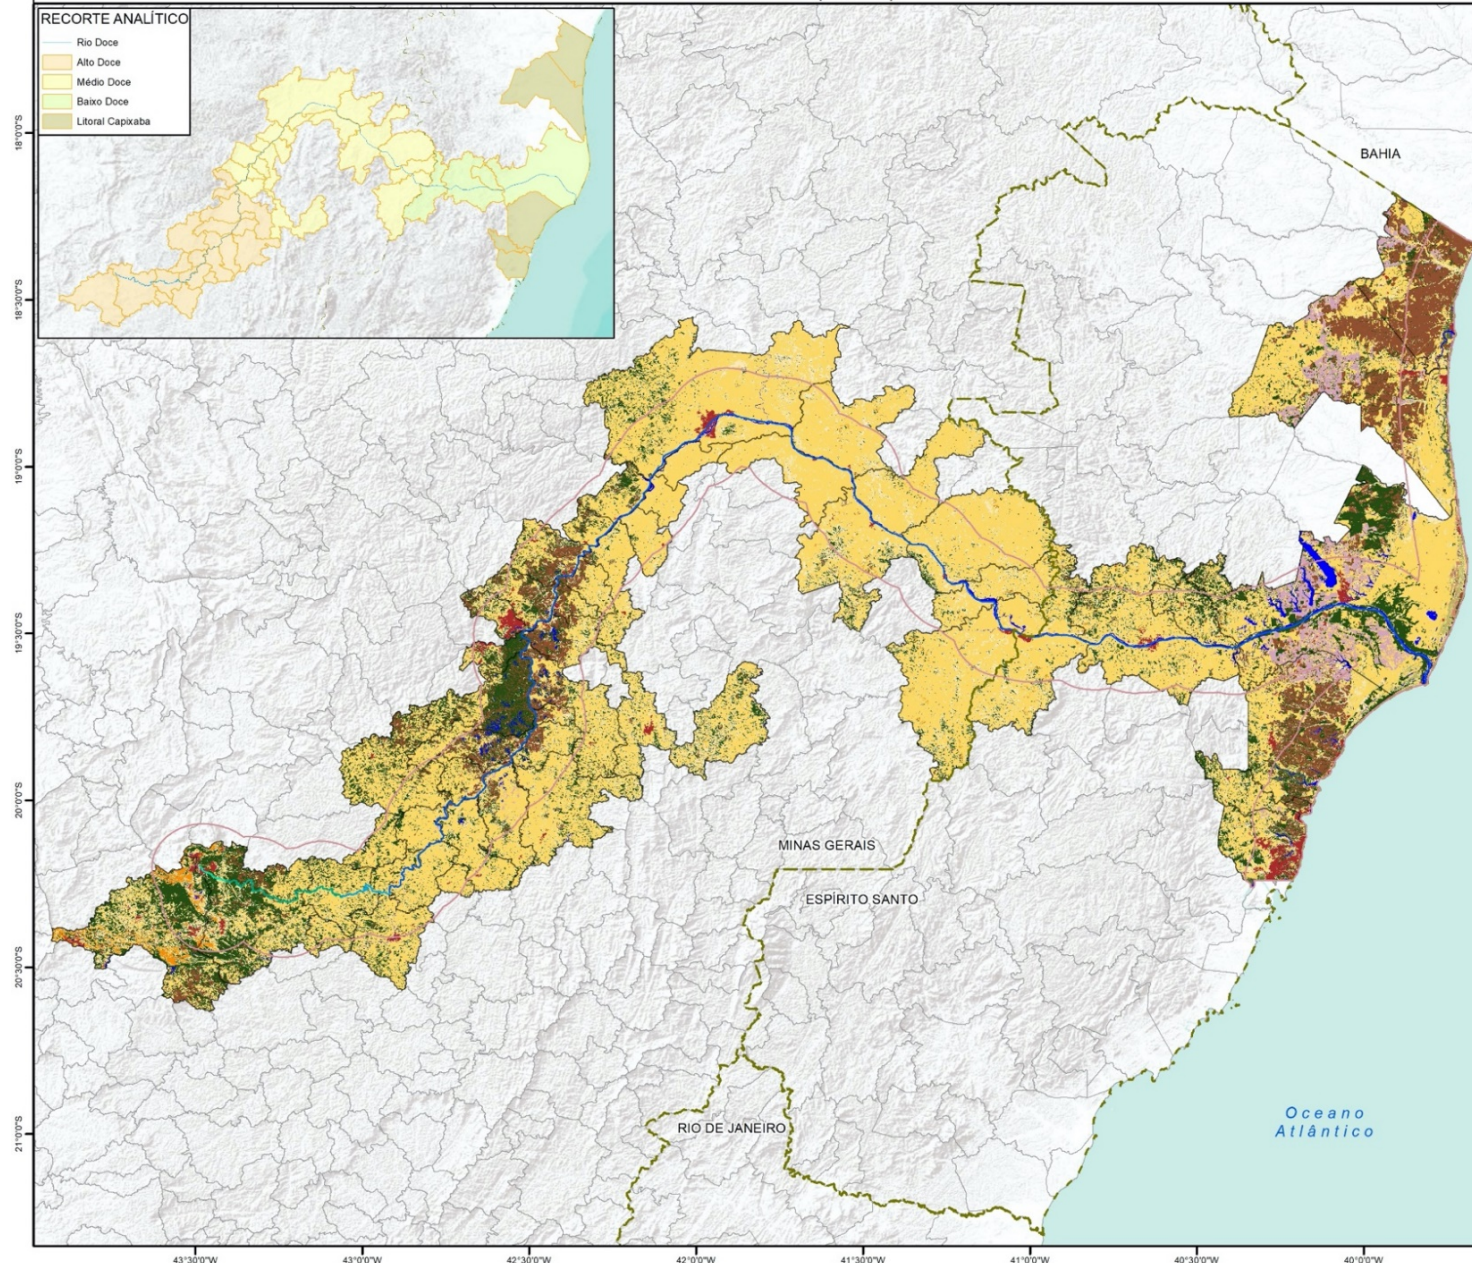 RECORTE ANALÍTICO
Rio Doce
Alto Doce
Médio Doce
Baixo Doce
Litoral Capixaba
BAHIA
MINAS GERAIS
ESPÍRITO SANTO
RIO DE JANEIRO
Oceano
Atlântico
18°0'0"S
18°30'0"S
19°0'0"S
19°30'0"S
20°0'0"S
20°30'0"S
21°0'0"S
43°30'0"W
43°0'0"W
42°30'0"W
42°0'0"W
41°30'0"W
41°0'0"W
40°30'0"W
40°0'0"W